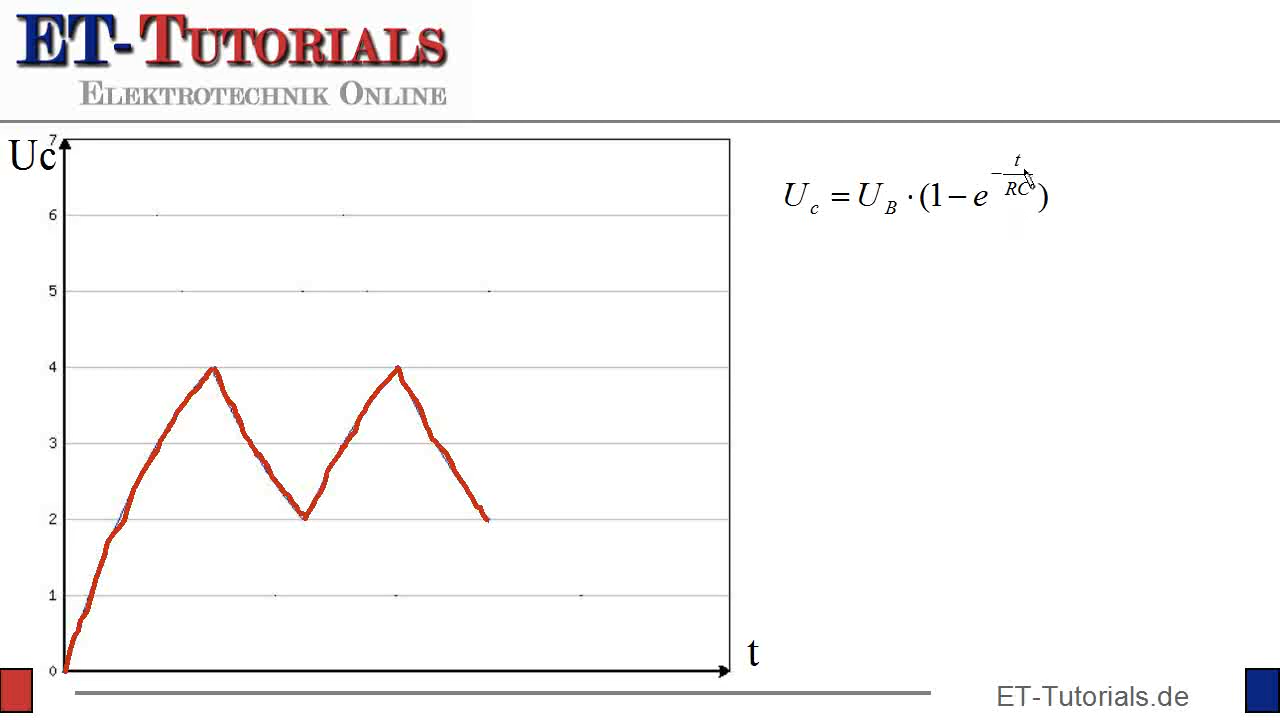 ET-TUTORIALS
ELEKTROTECHNIK ONLINE
Uc
7
6
5
4
3
2
1
0
t
U_c = U_B · (1 − e^{−t/RC})
ET-Tutorials.de